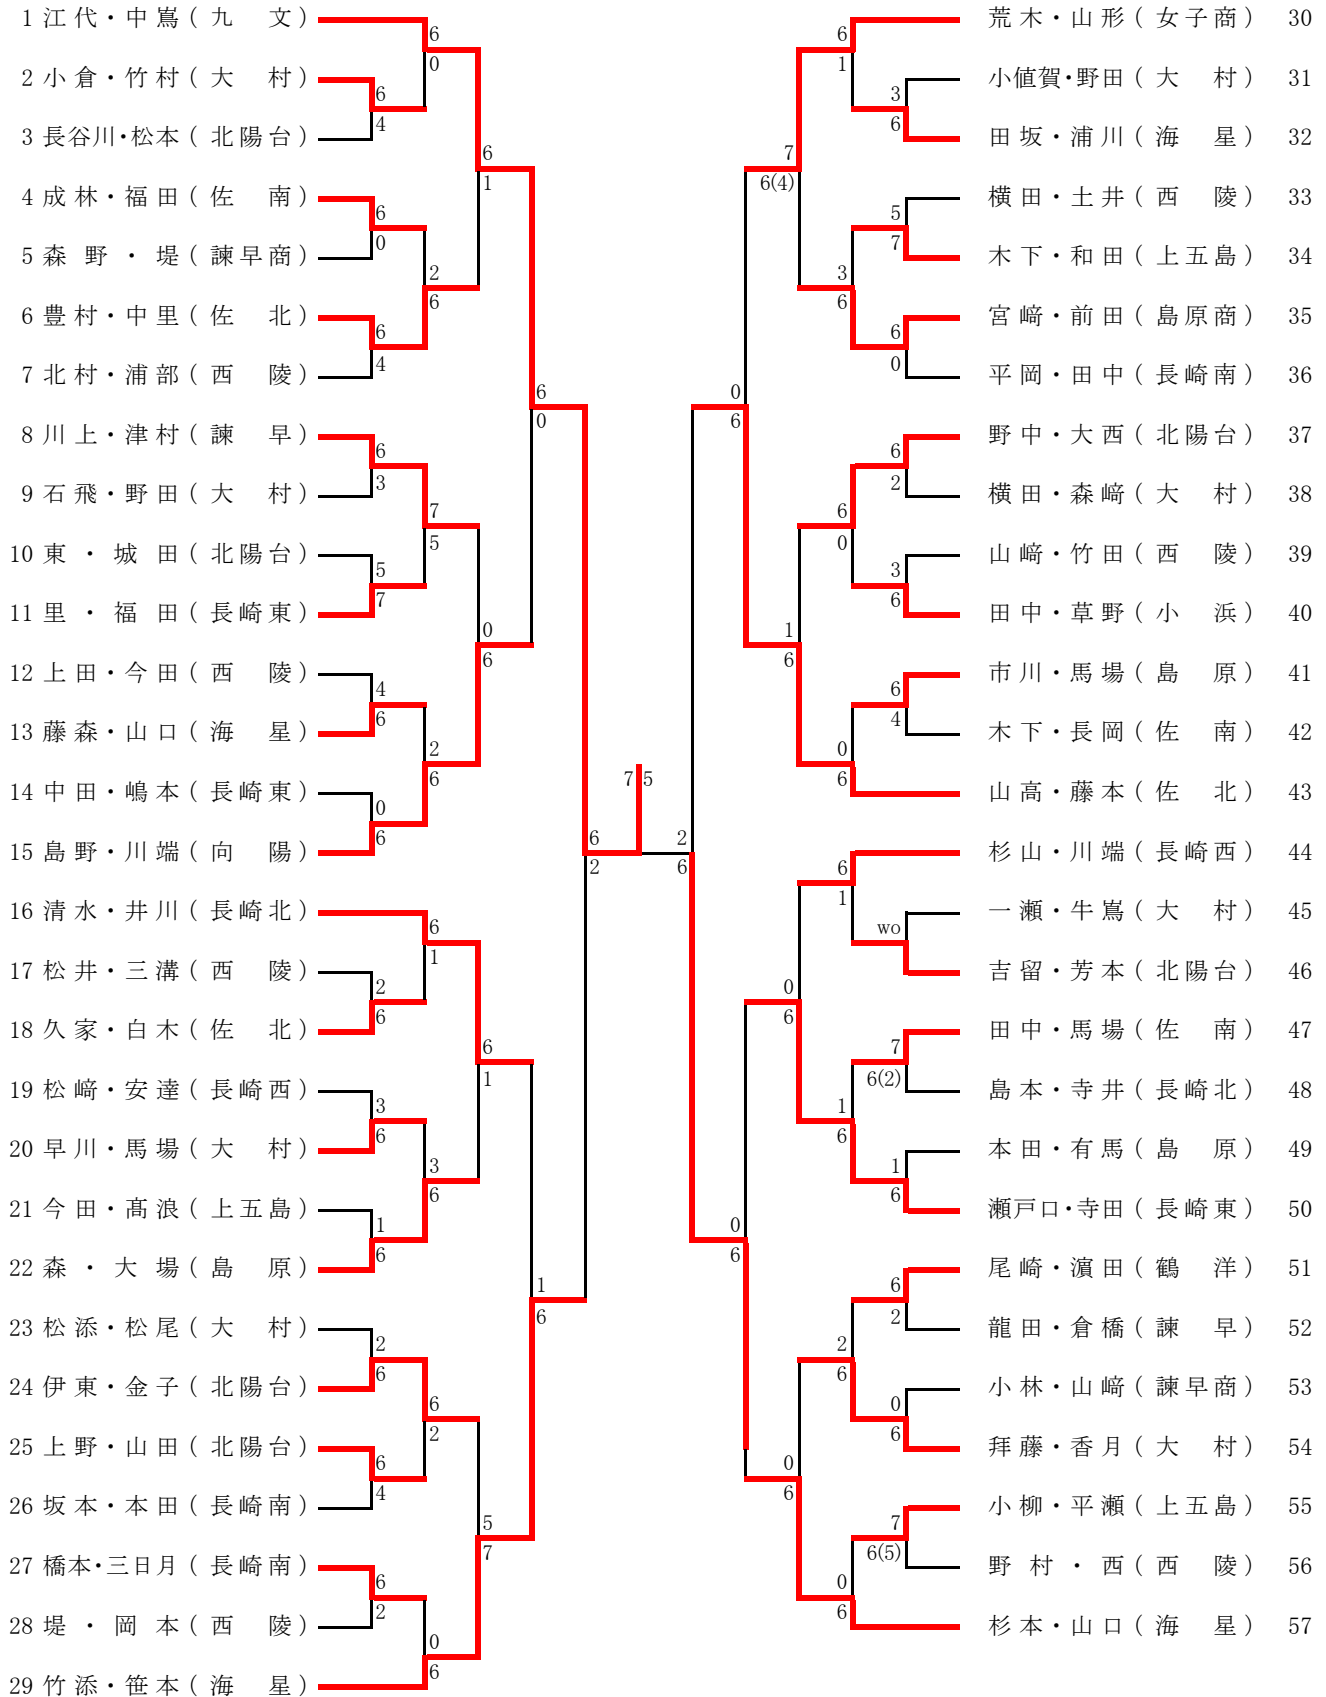 1 江代・中嶌 ( 九 文 )
6
0
2 小倉・竹村 ( 大 村 )
6
4
3 長谷川・松本 ( 北陽台 )
6
1
4 成林・福田 ( 佐 南 )
6
0
5 森野・堤 ( 諫早商 )
2
6
6 豊村・中里 ( 佐 北 )
6
4
7 北村・浦部 ( 西 陵 )
6
0
8 川上・津村 ( 諫 早 )
6
3
9 石飛・野田 ( 大 村 )
7
5
10 東・城田 ( 北陽台 )
5
7
11 里・福田 ( 長崎東 )
0
6
12 上田・今田 ( 西 陵 )
4
6
13 藤森・山口 ( 海 星 )
2
6
14 中田・嶋本 ( 長崎東 )
0
6
15 島野・川端 ( 向 陽 )
6
2
16 清水・井川 ( 長崎北 )
6
1
17 松井・三溝 ( 西 陵 )
2
6
18 久家・白木 ( 佐 北 )
6
1
19 松﨑・安達 ( 長崎西 )
3
6
20 早川・馬場 ( 大 村 )
3
6
21 今田・髙浪 ( 上五島 )
1
6
22 森・大場 ( 島 原 )
1
6
23 松添・松尾 ( 大 村 )
2
6
24 伊東・金子 ( 北陽台 )
6
2
25 上野・山田 ( 北陽台 )
6
4
26 坂本・本田 ( 長崎南 )
5
7
27 橋本・三日月 ( 長崎南 )
6
2
28 堤・岡本 ( 西 陵 )
0
6
29 竹添・笹本 ( 海 星 )
7 5
荒木・山形 ( 女子商 ) 30
6
1
小値賀・野田 ( 大 村 ) 31
3
6
田坂・浦川 ( 海 星 ) 32
7
6(4)
横田・土井 ( 西 陵 ) 33
5
7
木下・和田 ( 上五島 ) 34
3
6
宮﨑・前田 ( 島原商 ) 35
6
0
平岡・田中 ( 長崎南 ) 36
0
6
野中・大西 ( 北陽台 ) 37
6
2
横田・森﨑 ( 大 村 ) 38
6
0
山﨑・竹田 ( 西 陵 ) 39
3
6
田中・草野 ( 小 浜 ) 40
1
6
市川・馬場 ( 島 原 ) 41
6
4
木下・長岡 ( 佐 南 ) 42
0
6
山高・藤本 ( 佐 北 ) 43
2
6
杉山・川端 ( 長崎西 ) 44
6
1
一瀬・牛嶌 ( 大 村 ) 45
wo
吉留・芳本 ( 北陽台 ) 46
0
6
田中・馬場 ( 佐 南 ) 47
7
6(2)
島本・寺井 ( 長崎北 ) 48
1
6
本田・有馬 ( 島 原 ) 49
1
6
瀬戸口・寺田 ( 長崎東 ) 50
0
6
尾崎・濵田 ( 鶴 洋 ) 51
6
2
龍田・倉橋 ( 諫 早 ) 52
2
6
小林・山﨑 ( 諫早商 ) 53
0
6
拜藤・香月 ( 大 村 ) 54
0
6
小柳・平瀬 ( 上五島 ) 55
7
6(5)
野村・西 ( 西 陵 ) 56
0
6
杉本・山口 ( 海 星 ) 57